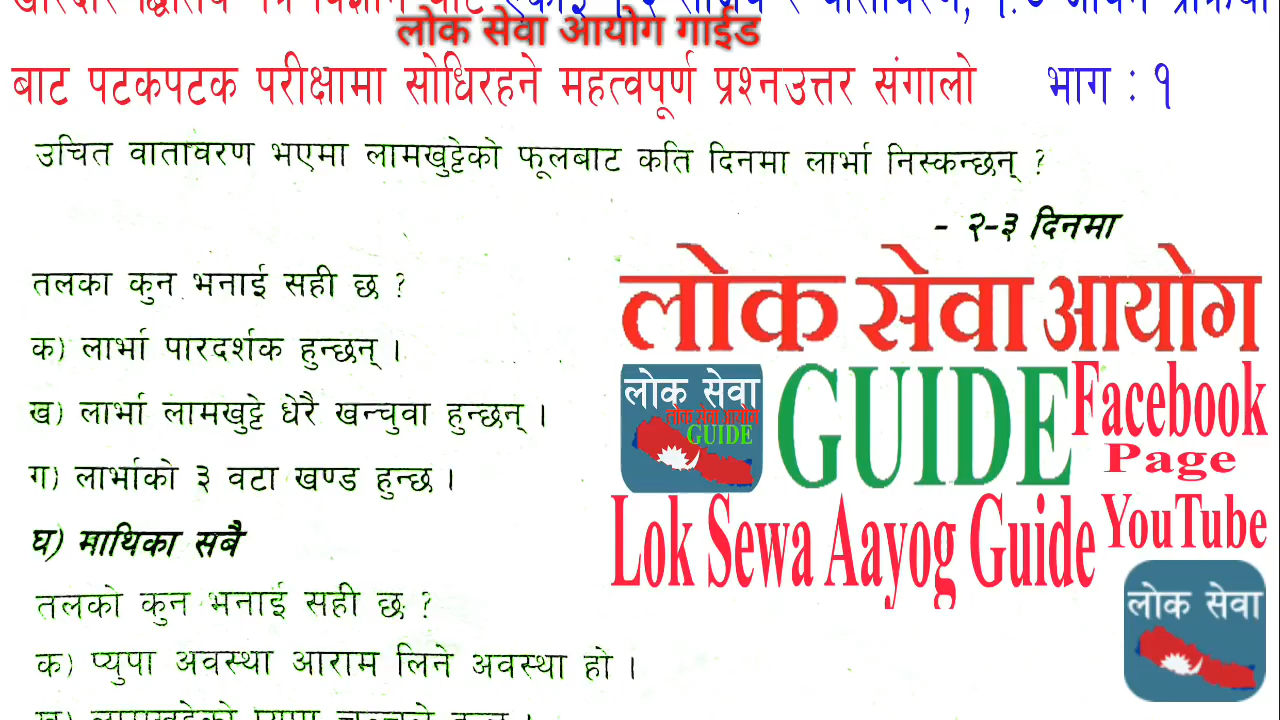 लोक सेवा आयोग गाईड
बाट पटकपटक परीक्षामा सोधिरहने महत्वपूर्ण प्रश्नउत्तर संगालो भाग : १
उचित वातावरण भएमा लामखुट्टेको फूलबाट कति दिनमा लार्भा निस्कन्छन् ?
- २-३ दिनमा
तलका कुन भनाई सही छ ?
क) लार्भा पारदर्शक हुन्छन् ।
ख) लार्भा लामखुट्टे धेरै खन्चुवा हुन्छन् ।
ग) लार्भाको ३ वटा खण्ड हुन्छ ।
घ) माथिका सबै
तलको कुन भनाई सही छ ?
क) प्युपा अवस्था आराम लिने अवस्था हो ।
लोक सेवा आयोग
लोक सेवा
लोक सेवा आयोग
GUIDE
GUIDE
Facebook
Page
Lok Sewa Aayog Guide
YouTube
लोक सेवा